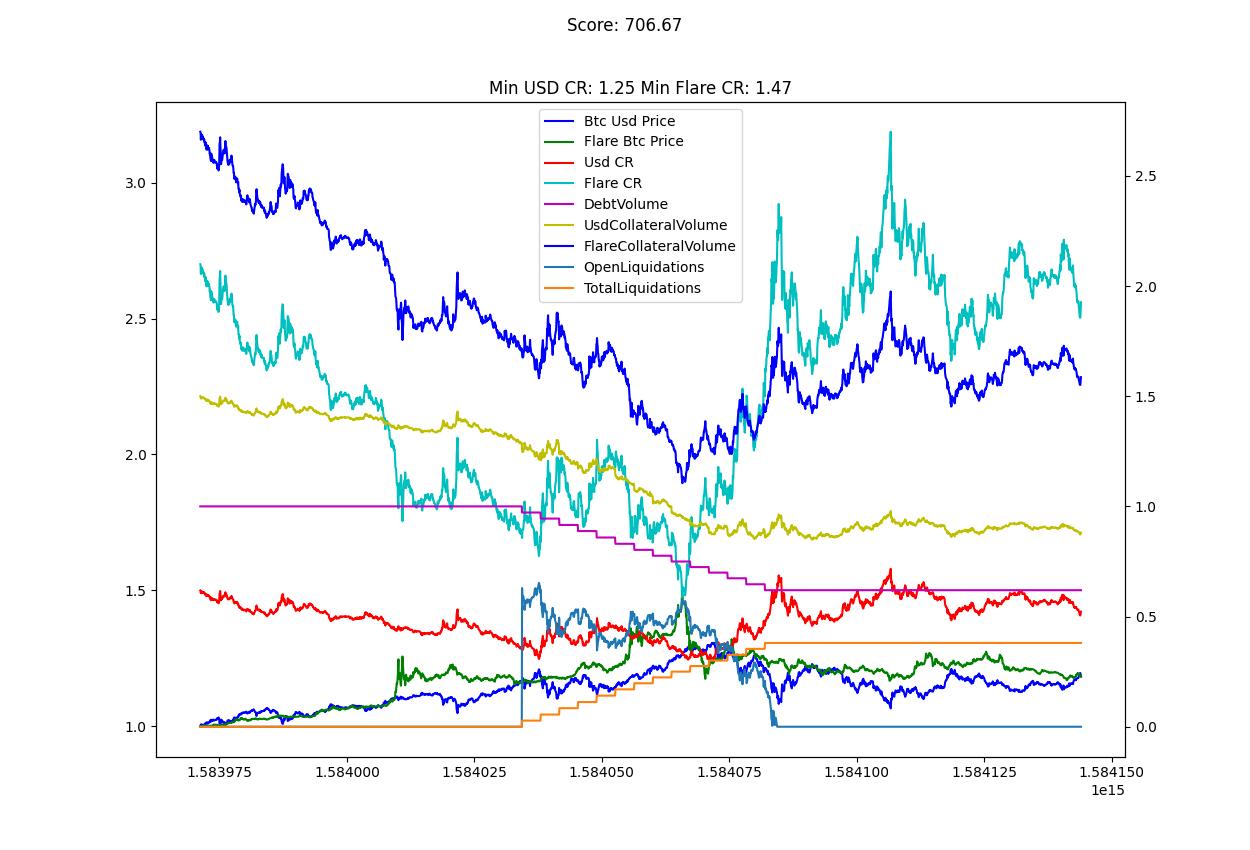 Score: 706.67
Min USD CR: 1.25 Min Flare CR: 1.47
Btc Usd Price
Flare Btc Price
Usd CR
Flare CR
DebtVolume
UsdCollateralVolume
FlareCollateralVolume
OpenLiquidations
TotalLiquidations
3.0
2.5
2.0
1.5
1.0
2.5
2.0
1.5
1.0
0.5
0.0
1.583975 1.584000 1.584025 1.584050 1.584075 1.584100 1.584125 1.584150
1e15